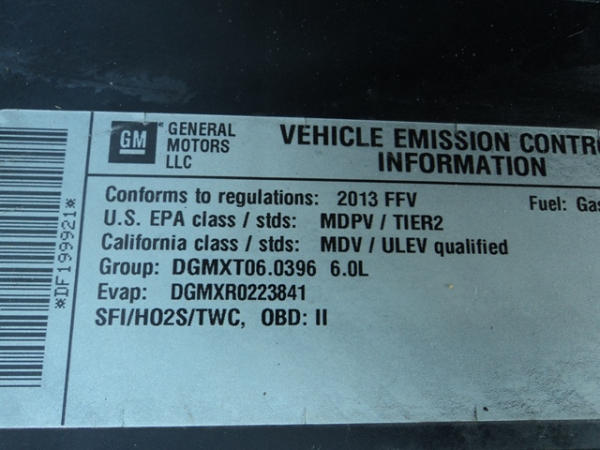 *DF199921*
GM
GENERAL
MOTORS
LLC
VEHICLE EMISSION CONTRO
INFORMATION
Conforms to regulations: 2013 FFV
Fuel: Gas
U.S. EPA class / stds: MDPV / TIER2
California class / stds: MDV / ULEV qualified
Group: DGMXT06.0396 6.0L
Evap: DGMXR0223841
SFI/HO2S/TWC, OBD: II